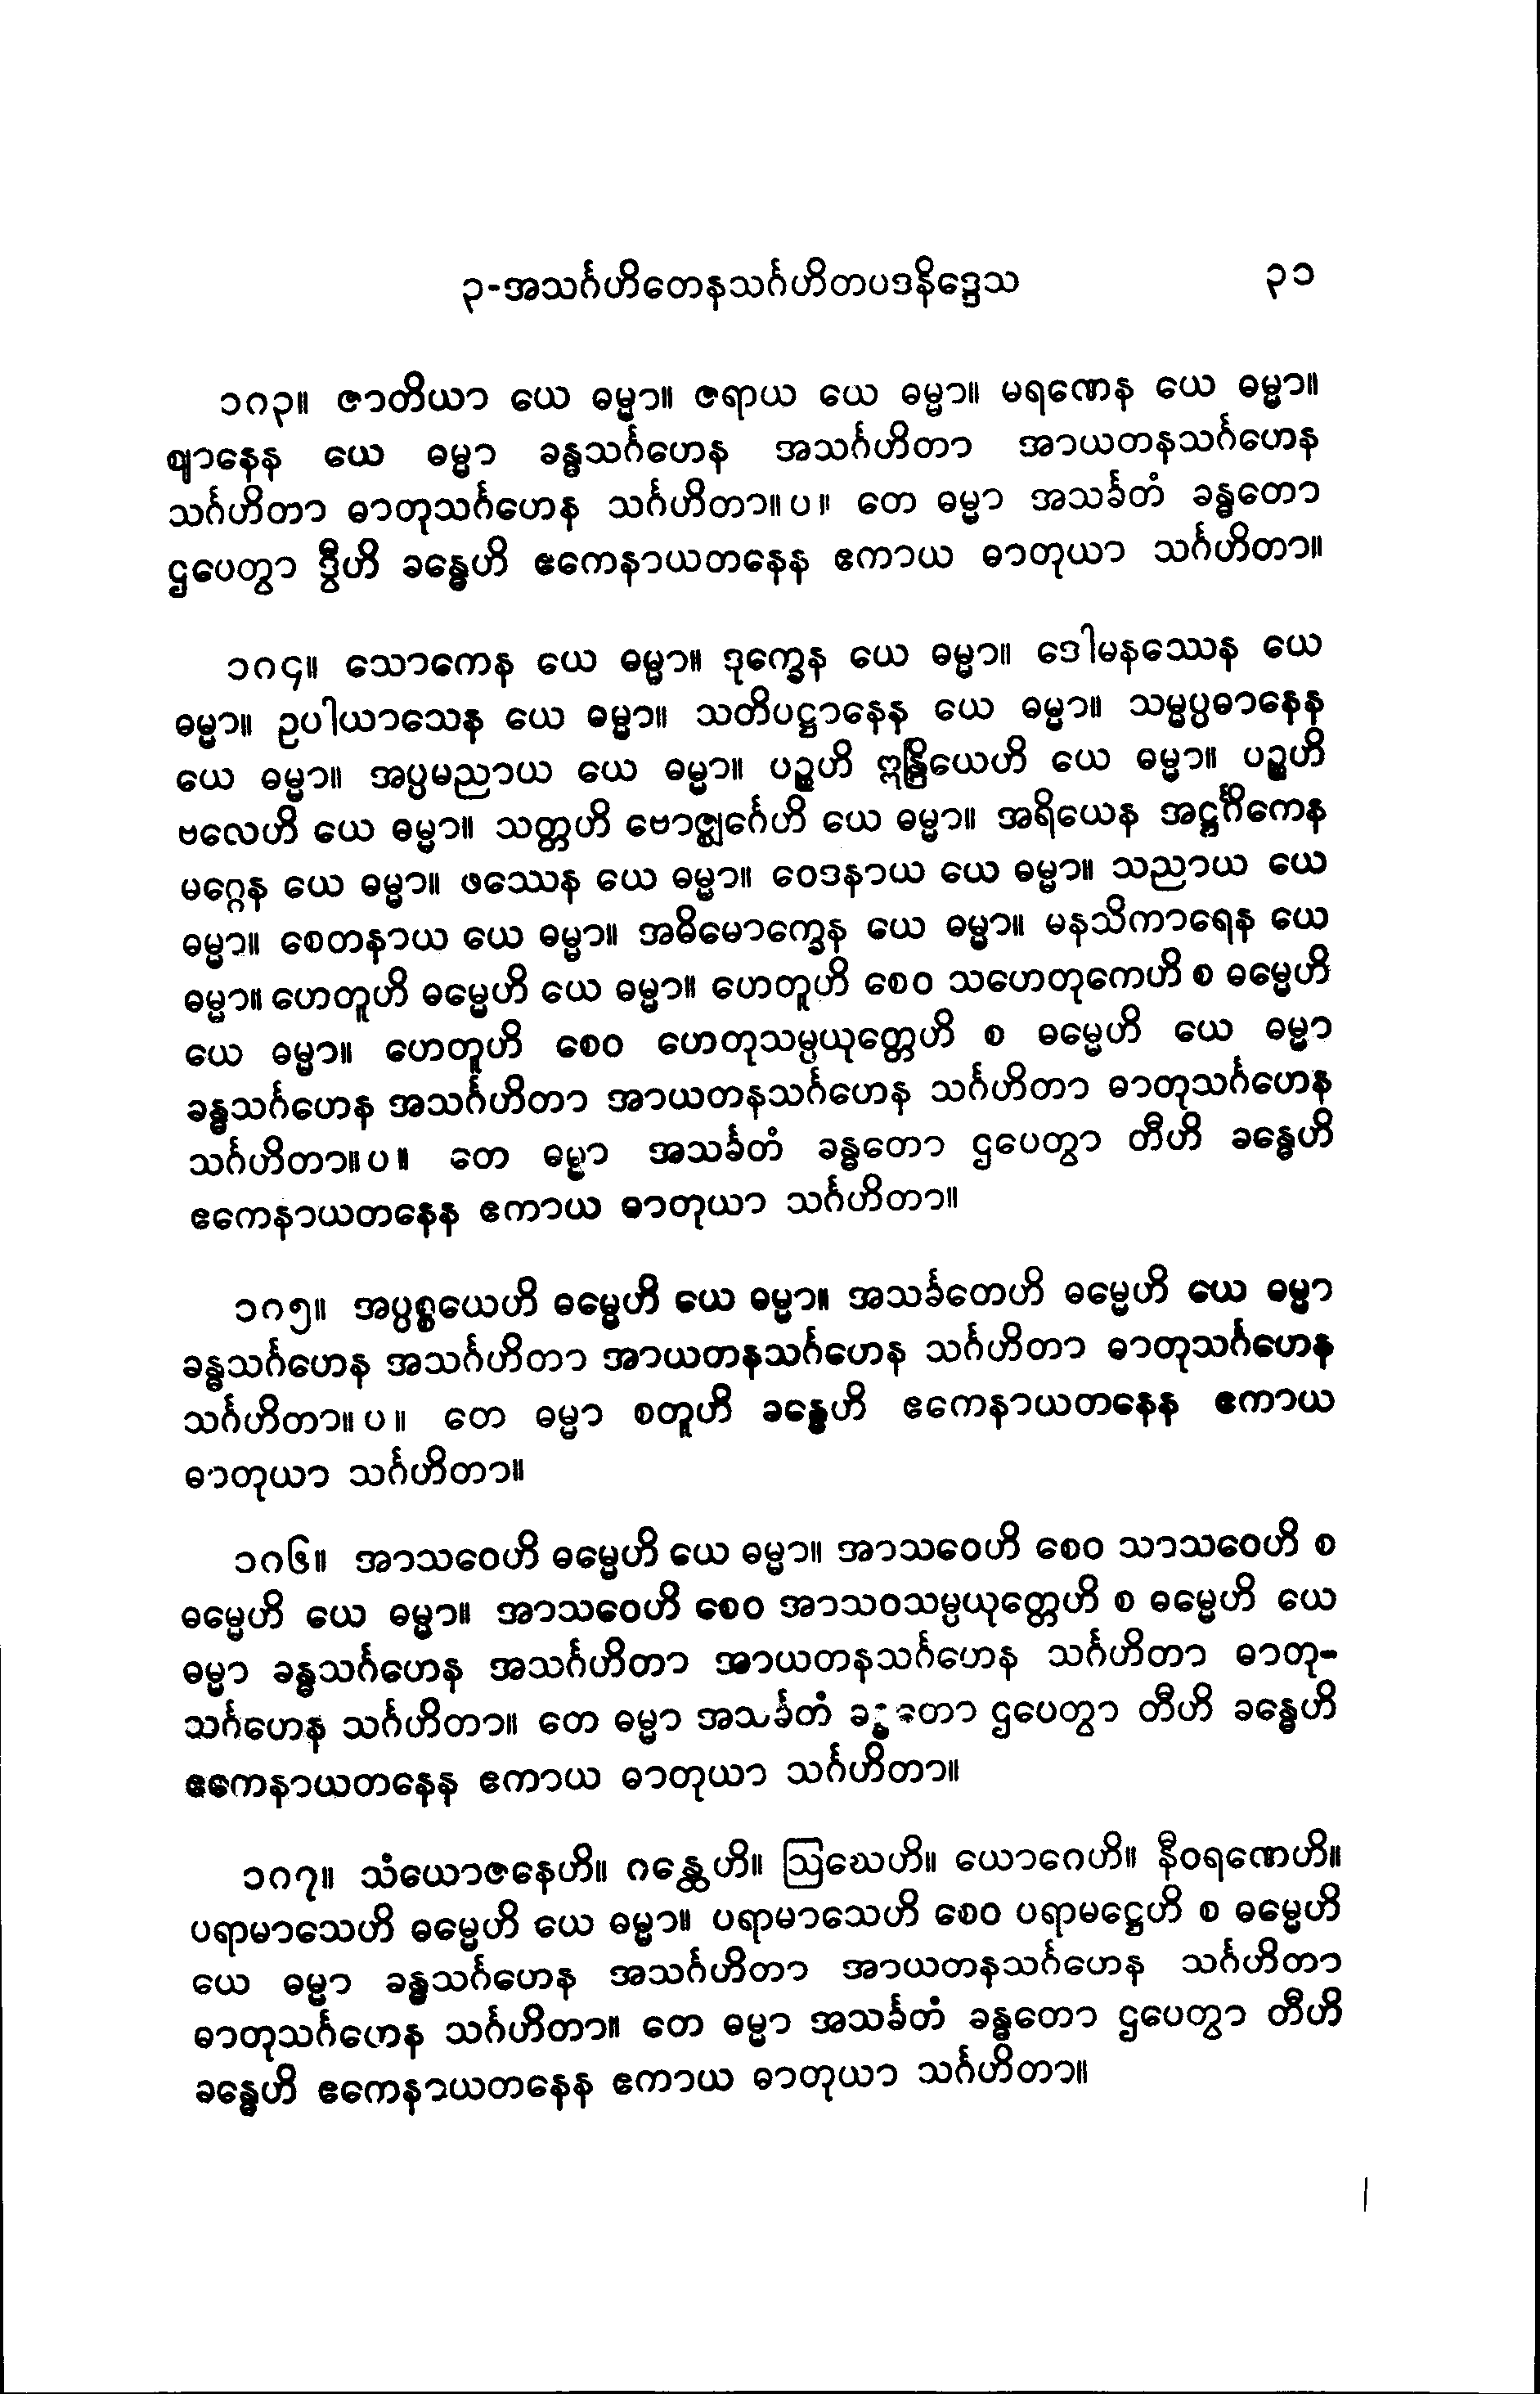 ၃-အသင်္ဂဟိတေနသင်္ဂဟိတပဒနိဒ္ဒေသ ၃၁
၁၈၃။ ဇာတိယာ ယေ ဓမ္မာ။ ဇရာယ ယေ ဓမ္မာ။ မရဏေန ယေ ဓမ္မာ။
ဈာနေန ယေ ဓမ္မာ ခန္ဓသင်္ဂဟေန အသင်္ဂဟိတာ အာယတနသင်္ဂဟေန
သင်္ဂဟိတာ ဓာတုသင်္ဂဟေန သင်္ဂဟိတာ။ပ။ တေ ဓမ္မာ အသင်္ခတံ ခန္ဓတော
ဌပေတွာ ဒွီဟိ ခန္ဓေဟိ ဧကေနာယတနေန ဧကာယ ဓာတုယာ သင်္ဂဟိတာ။
၁၈၄။ သောကေန ယေ ဓမ္မာ။ ဒုက္ခေန ယေ ဓမ္မာ။ ဒေါမနဿေန ယေ
ဓမ္မာ။ ဥပါယာသေန ယေ ဓမ္မာ။ သတိပဋ္ဌာနေန ယေ ဓမ္မာ။ သမ္မပ္ပဓာနေန
ယေ ဓမ္မာ။ အပ္ပမညာယ ယေ ဓမ္မာ။ ပဉ္စဟိ ဣန္ဒြိယေဟိ ယေ ဓမ္မာ။ ပဉ္စဟိ
ဗလေဟိ ယေ ဓမ္မာ။ သတ္တဟိ ဗောဇ္ဈင်္ဂေဟိ ယေ ဓမ္မာ။ အရိယေန အဋ္ဌင်္ဂိကေန
မဂ္ဂေန ယေ ဓမ္မာ။ ဖဿေန ယေ ဓမ္မာ။ ဝေဒနာယ ယေ ဓမ္မာ။ သညာယ ယေ
ဓမ္မာ။ စေတနာယ ယေ ဓမ္မာ။ အဓိမောက္ခေန ယေ ဓမ္မာ။ မနသိကာရေန ယေ
ဓမ္မာ။ ဟေတူဟိ ဓမ္မေဟိ ယေ ဓမ္မာ။ ဟေတူဟိ စေဝ သဟေတုကေဟိ စ ဓမ္မေဟိ
ယေ ဓမ္မာ။ ဟေတူဟိ စေဝ ဟေတုသမ္ပယုတ္တေဟိ စ ဓမ္မေဟိ ယေ ဓမ္မာ
ခန္ဓသင်္ဂဟေန အသင်္ဂဟိတာ အာယတနသင်္ဂဟေန သင်္ဂဟိတာ ဓာတုသင်္ဂဟေန
သင်္ဂဟိတာ။ပ။ တေ ဓမ္မာ အသင်္ခတံ ခန္ဓတော ဌပေတွာ တီဟိ ခန္ဓေဟိ
ဧကေနာယတနေန ဧကာယ ဓာတုယာ သင်္ဂဟိတာ။
၁၈၅။ အပ္ပစ္စယေဟိ ဓမ္မေဟိ ယေ ဓမ္မာ။ အသင်္ခတေဟိ ဓမ္မေဟိ ယေ ဓမ္မာ
ခန္ဓသင်္ဂဟေန အသင်္ဂဟိတာ အာယတနသင်္ဂဟေန သင်္ဂဟိတာ ဓာတုသင်္ဂဟေန
သင်္ဂဟိတာ။ပ။ တေ ဓမ္မာ စတူဟိ ခန္ဓေဟိ ဧကေနာယတနေန ဧကာယ
ဓာတုယာ သင်္ဂဟိတာ။
၁၈၆။ အာသဝေဟိ ဓမ္မေဟိ ယေ ဓမ္မာ။ အာသဝေဟိ စေဝ သာသဝေဟိ စ
ဓမ္မေဟိ ယေ ဓမ္မာ။ အာသဝေဟိ စေဝ အာသဝသမ္ပယုတ္တေဟိ စ ဓမ္မေဟိ ယေ
ဓမ္မာ ခန္ဓသင်္ဂဟေန အသင်္ဂဟိတာ အာယတနသင်္ဂဟေန သင်္ဂဟိတာ ဓာတု-
သင်္ဂဟေန သင်္ဂဟိတာ။ တေ ဓမ္မာ အသင်္ခတံ ခန္ဓတော ဌပေတွာ တီဟိ ခန္ဓေဟိ
ဧကေနာယတနေန ဧကာယ ဓာတုယာ သင်္ဂဟိတာ။
၁၈၇။ သံယောဇနေဟိ။ ဂန္ထေဟိ။ ဩဃေဟိ။ ယောဂေဟိ။ နီဝရဏေဟိ။
ပရာမာသေဟိ ဓမ္မေဟိ ယေ ဓမ္မာ။ ပရာမာသေဟိ စေဝ ပရာမဋ္ဌေဟိ စ ဓမ္မေဟိ
ယေ ဓမ္မာ ခန္ဓသင်္ဂဟေန အသင်္ဂဟိတာ အာယတနသင်္ဂဟေန သင်္ဂဟိတာ
ဓာတုသင်္ဂဟေန သင်္ဂဟိတာ။ တေ ဓမ္မာ အသင်္ခတံ ခန္ဓတော ဌပေတွာ တီဟိ
ခန္ဓေဟိ ဧကေနာယတနေန ဧကာယ ဓာတုယာ သင်္ဂဟိတာ။